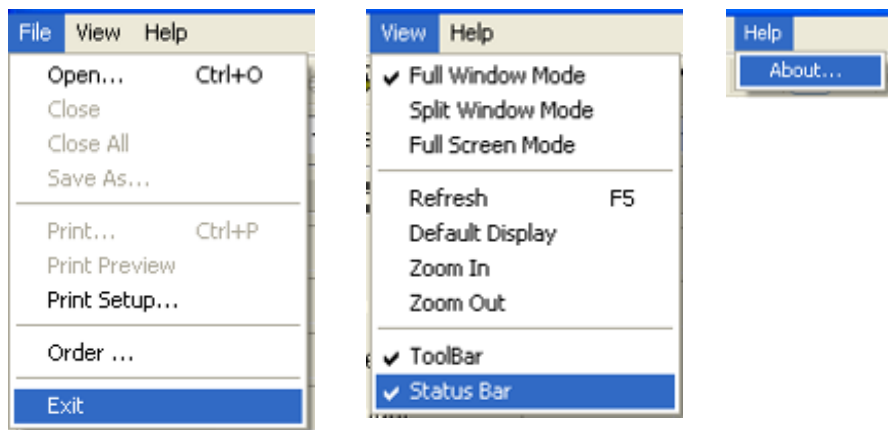 File View Help
Open... Ctrl+O
Close
Close All
Save As...
Print... Ctrl+P
Print Preview
Print Setup...
Order ...
Exit
View Help
Full Window Mode
Split Window Mode
Full Screen Mode
Refresh F5
Default Display
Zoom In
Zoom Out
ToolBar
Status Bar
Help
About...